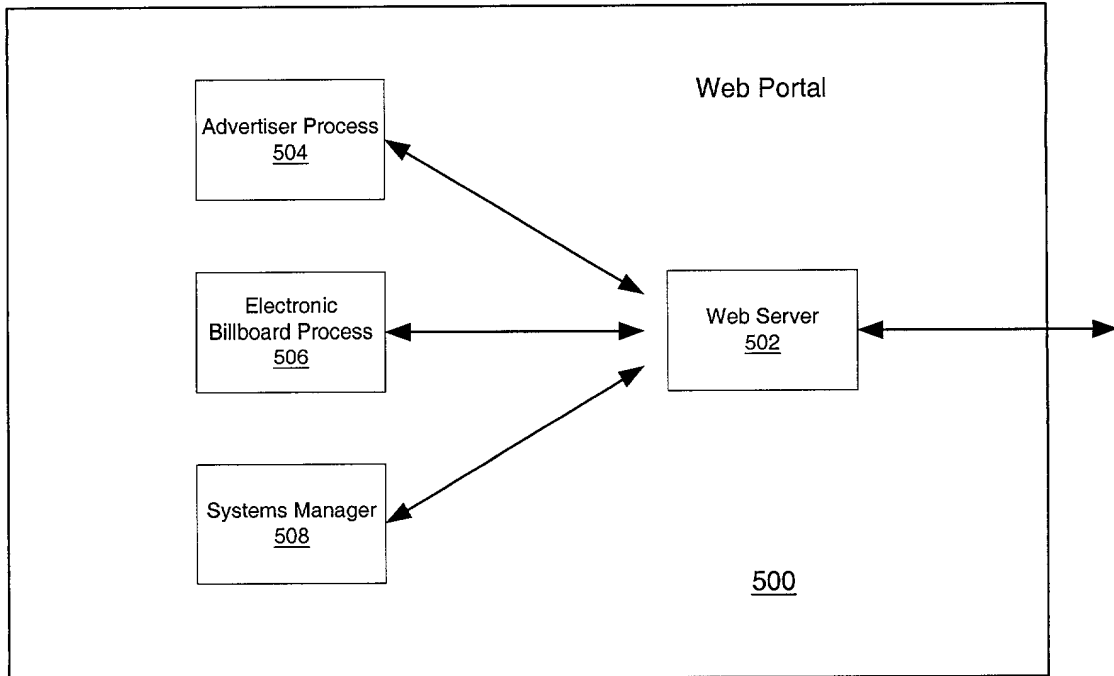 Web Portal
Advertiser Process
504
Electronic
Billboard Process
506
Web Server
502
Systems Manager
508
500